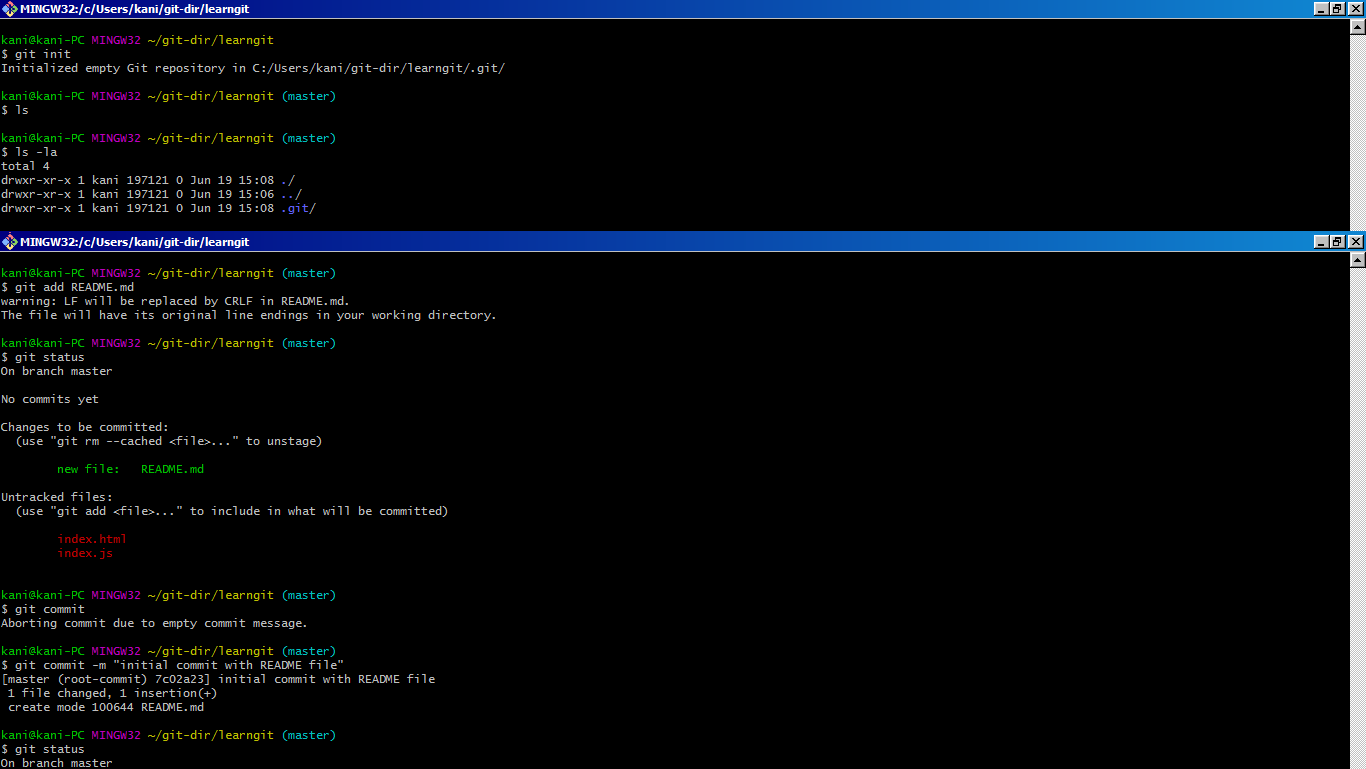 MINGW32:/c/Users/kani/git-dir/learngit
kani@kani-PC MINGW32 ~/git-dir/learngit
$ git init
Initialized empty Git repository in C:/Users/kani/git-dir/learngit/.git/
kani@kani-PC MINGW32 ~/git-dir/learngit (master)
$ ls
kani@kani-PC MINGW32 ~/git-dir/learngit (master)
$ ls -la
total 4
drwxr-xr-x 1 kani 197121 0 Jun 19 15:08 ./
drwxr-xr-x 1 kani 197121 0 Jun 19 15:06 ../
drwxr-xr-x 1 kani 197121 0 Jun 19 15:08 .git/
MINGW32:/c/Users/kani/git-dir/learngit
kani@kani-PC MINGW32 ~/git-dir/learngit (master)
$ git add README.md
warning: LF will be replaced by CRLF in README.md.
The file will have its original line endings in your working directory.
kani@kani-PC MINGW32 ~/git-dir/learngit (master)
$ git status
On branch master
No commits yet
Changes to be committed:
  (use "git rm --cached <file>..." to unstage)
        new file:   README.md
Untracked files:
  (use "git add <file>..." to include in what will be committed)
        index.html
        index.js
kani@kani-PC MINGW32 ~/git-dir/learngit (master)
$ git commit
Aborting commit due to empty commit message.
kani@kani-PC MINGW32 ~/git-dir/learngit (master)
$ git commit -m "initial commit with README file"
[master (root-commit) 7c02a23] initial commit with README file
 1 file changed, 1 insertion(+)
 create mode 100644 README.md
kani@kani-PC MINGW32 ~/git-dir/learngit (master)
$ git status
On branch master